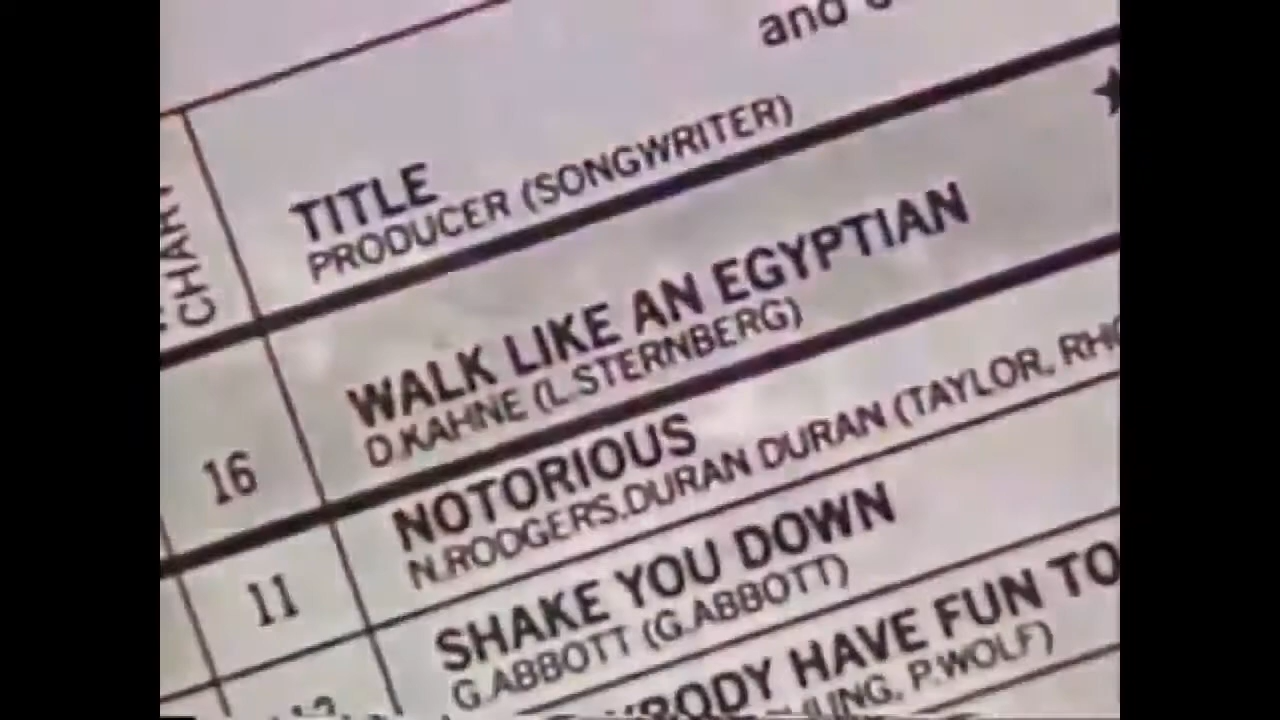 and
CHART
TITLE
PRODUCER (SONGWRITER)
WALK LIKE AN EGYPTIAN
D.KAHNE (L.STERNBERG)
16
NOTORIOUS
N.RODGERS,DURAN DURAN (TAYLOR,
11
SHAKE YOU DOWN
G.ABBOTT (G.ABBOTT)
HAVE FUN TO
P.WOLF)